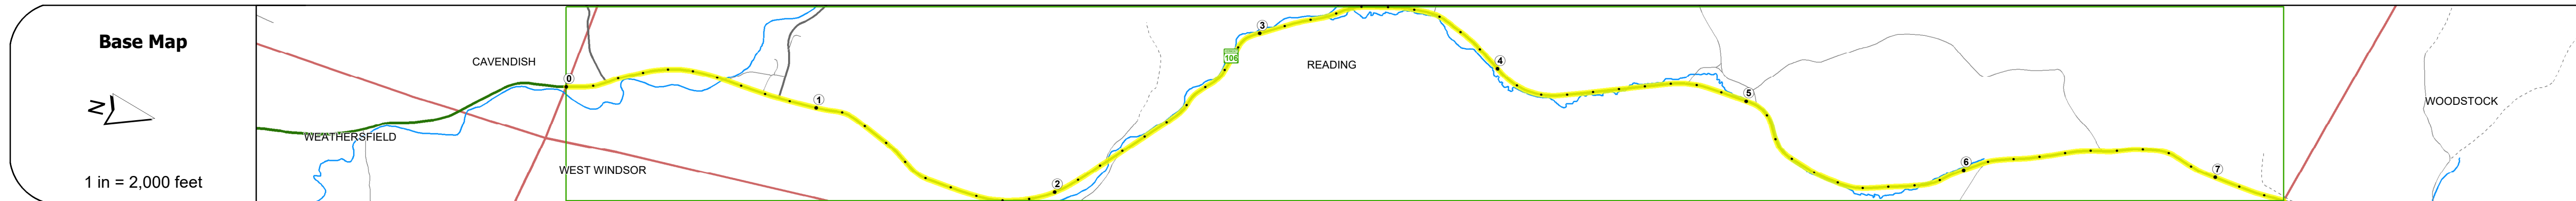 Base Map
N
1 in = 2,000 feet
CAVENDISH
WEATHERSFIELD
WEST WINDSOR
READING
WOODSTOCK
106
0
1
2
3
4
5
6
7